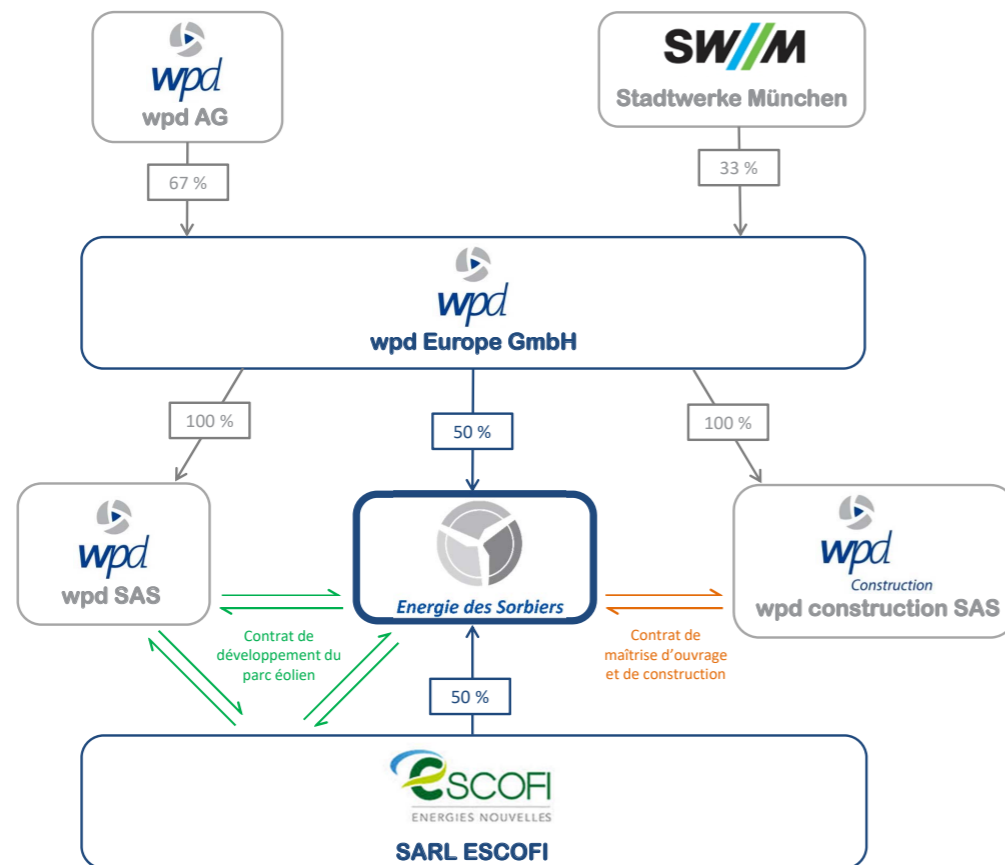 wpd
wpd AG
SW//M
Stadtwerke München
67 %
33 %
wpd
wpd Europe GmbH
100 %
50 %
100 %
wpd
wpd SAS
Energie des Sorbiers
wpd
Construction
wpd construction SAS
Contrat de
développement du
parc éolien
Contrat de
maîtrise d’ouvrage
et de construction
50 %
ESCOFI
ENERGIES NOUVELLES
SARL ESCOFI